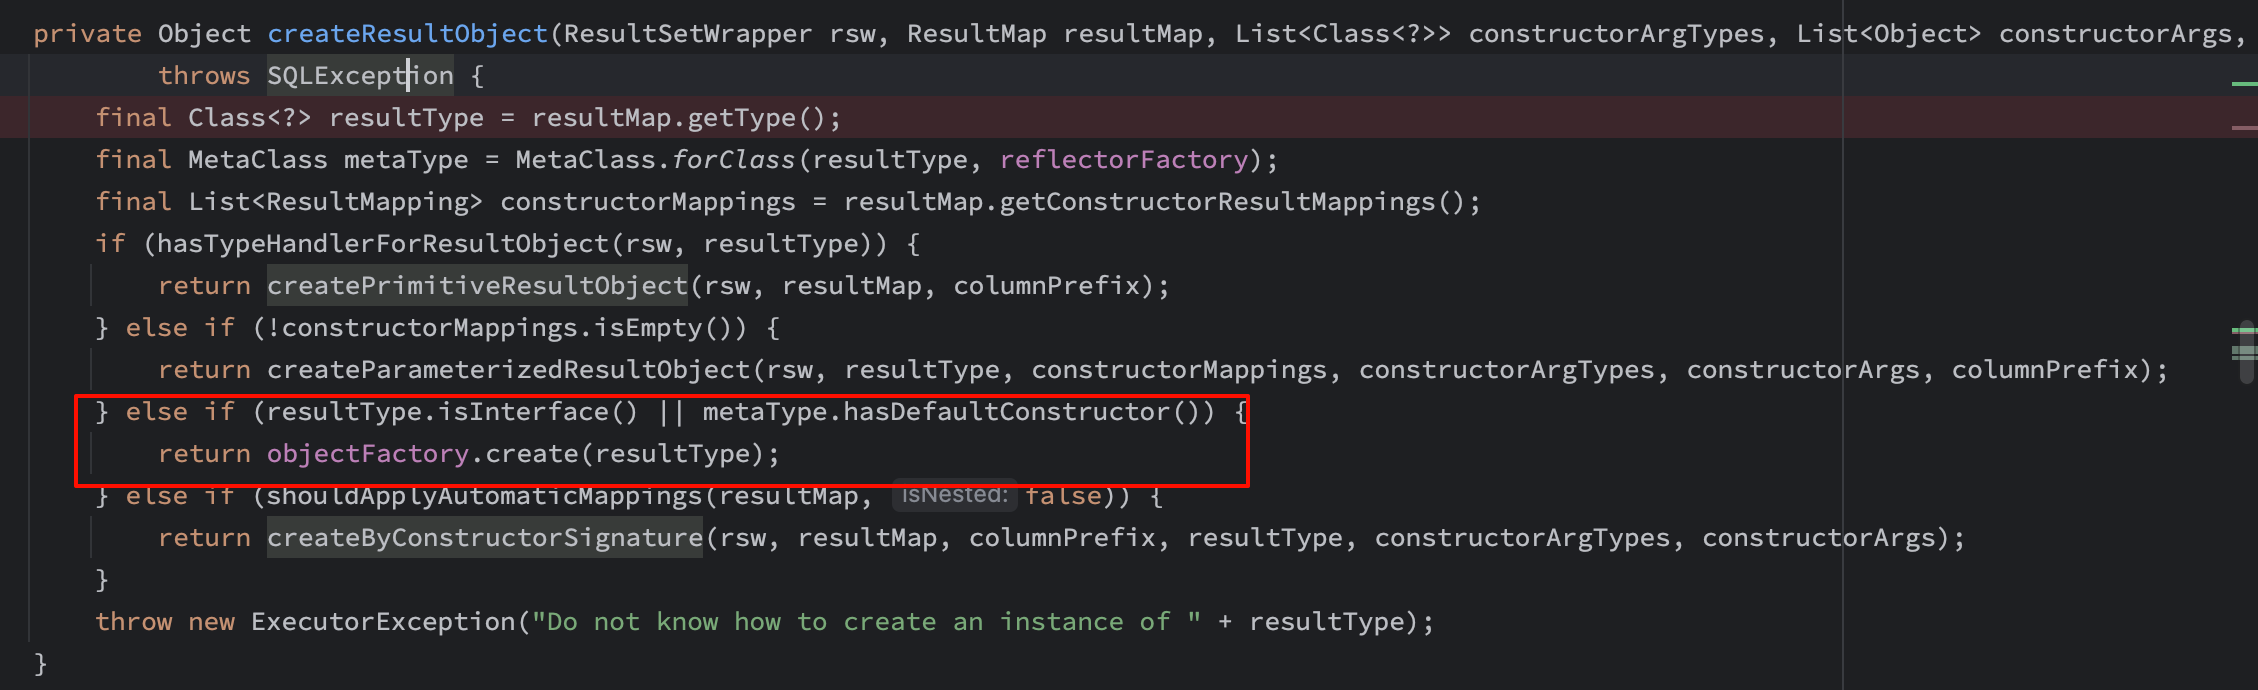 private Object createResultObject(ResultSetWrapper rsw, ResultMap resultMap, List<Class<?>> constructorArgTypes, List<Object> constructorArgs,
throws SQLException {
final Class<?> resultType = resultMap.getType();
final MetaClass metaType = MetaClass.forClass(resultType, reflectorFactory);
final List<ResultMapping> constructorMappings = resultMap.getConstructorResultMappings();
if (hasTypeHandlerForResultObject(rsw, resultType)) {
return createPrimitiveResultObject(rsw, resultMap, columnPrefix);
} else if (!constructorMappings.isEmpty()) {
return createParameterizedResultObject(rsw, resultType, constructorMappings, constructorArgTypes, constructorArgs, columnPrefix);
} else if (resultType.isInterface() || metaType.hasDefaultConstructor()) {
return objectFactory.create(resultType);
} else if (shouldApplyAutomaticMappings(resultMap, isNested: false)) {
return createByConstructorSignature(rsw, resultMap, columnPrefix, resultType, constructorArgTypes, constructorArgs);
}
throw new ExecutorException("Do not know how to create an instance of " + resultType);
}